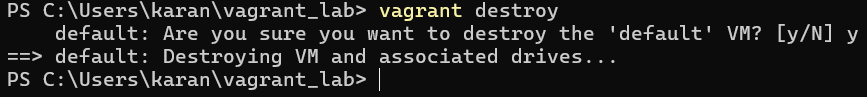 PS C:\Users\karan\vagrant_lab> vagrant destroy
    default: Are you sure you want to destroy the 'default' VM? [y/N] y
==> default: Destroying VM and associated drives...
PS C:\Users\karan\vagrant_lab>